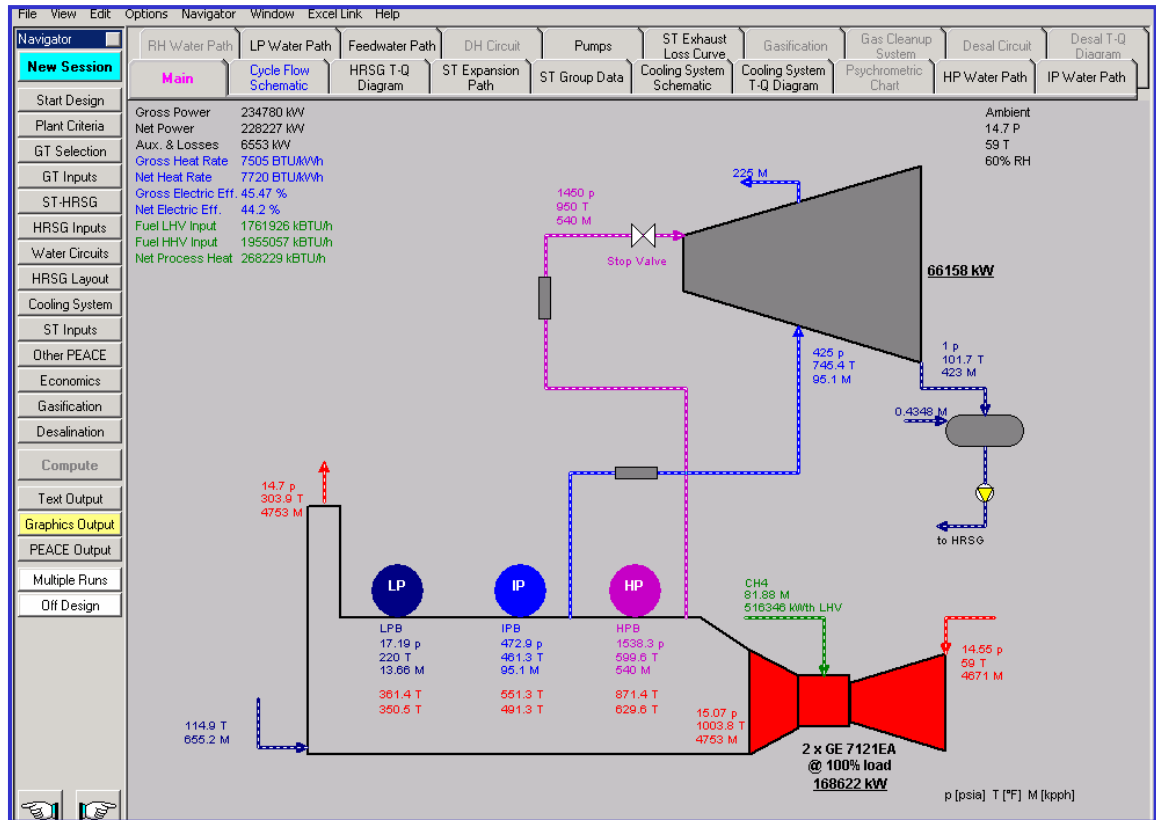 File View Edit Options Navigator Window Excel Link Help
Navigator
New Session
Start Design
Plant Criteria
GT Selection
GT Inputs
ST-HRSG
HRSG Inputs
Water Circuits
HRSG Layout
Cooling System
ST Inputs
Other PEACE
Economics
Gasification
Desalination
Compute
Text Output
Graphics Output
PEACE Output
Multiple Runs
Off Design
RH Water Path
LP Water Path
Feedwater Path
DH Circuit
Pumps
ST Exhaust
Loss Curve
Gasification
Gas Cleanup
System
Desal Circuit
Desal T-Q
Diagram
Main
Cycle Flow
Schematic
HRSG T-Q
Diagram
ST Expansion
Path
ST Group Data
Cooling System
Schematic
Cooling System
T-Q Diagram
Psychrometric
Chart
HP Water Path
IP Water Path
Gross Power 234780 kW
Net Power 228227 kW
Aux. & Losses 6553 kW
Gross Heat Rate 7505 BTU/kWh
Net Heat Rate 7720 BTU/kWh
Gross Electric Eff. 45.47 %
Net Electric Eff. 44.2 %
Fuel LHV Input 1761926 kBTU/h
Fuel HHV Input 1955057 kBTU/h
Net Process Heat 268229 kBTU/h
Ambient
14.7 P
59 T
60% RH
225 M
1450 p
950 T
540 M
Stop Valve
66158 kW
425 p
745.4 T
95.1 M
1 p
101.7 T
423 M
0.4348 M
to HRSG
14.7 p
303.9 T
4753 M
LP
IP
HP
LPB
17.19 p
220 T
13.66 M
361.4 T
350.5 T
IPB
472.9 p
461.3 T
95.1 M
551.3 T
491.3 T
HPB
1538.3 p
599.6 T
540 M
871.4 T
629.6 T
CH4
81.88 M
516346 kWth LHV
14.55 p
59 T
4671 M
15.07 p
1003.8 T
4753 M
114.9 T
655.2 M
2 x GE 7121EA
@ 100% load
168622 kW
p [psia] T [°F] M [kpph]